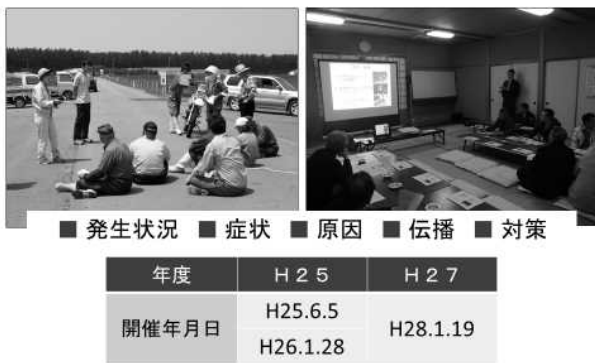 ■ 発生状況 ■ 症状 ■ 原因 ■ 伝播 ■ 対策
年度 H25 H27
開催年月日 H25.6.5 H28.1.19
H26.1.28